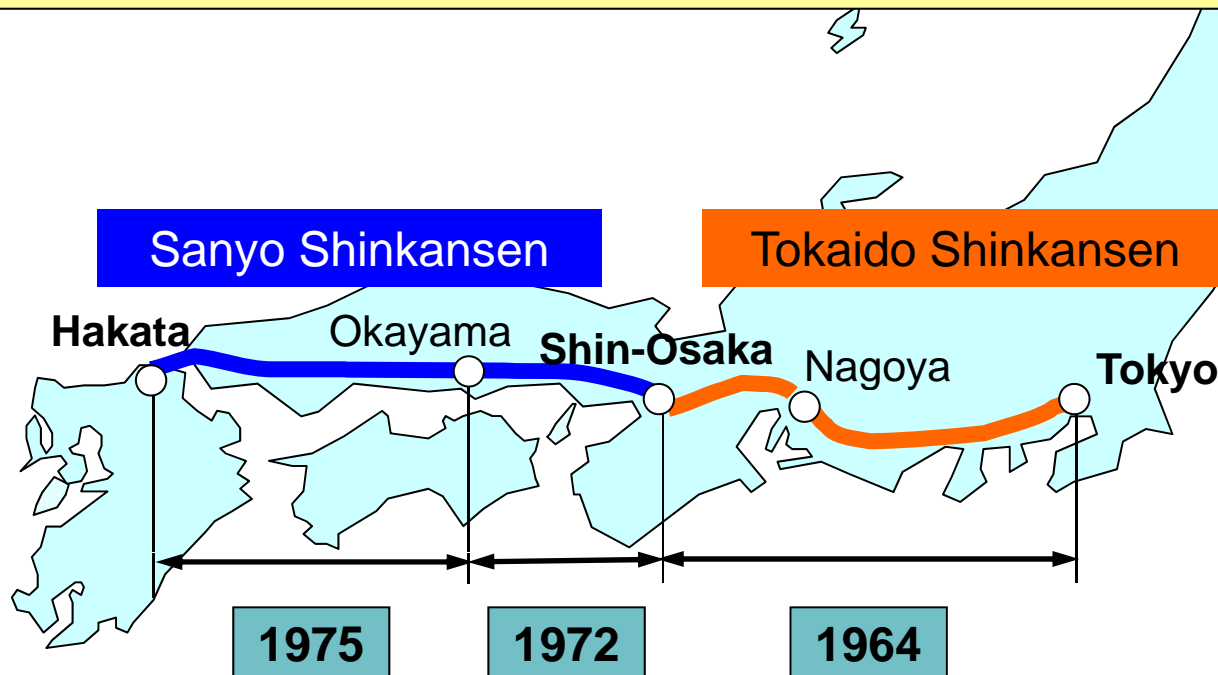 Sanyo Shinkansen
Tokaido Shinkansen
Hakata
Okayama
Shin-Osaka
Nagoya
Tokyo
1975
1972
1964